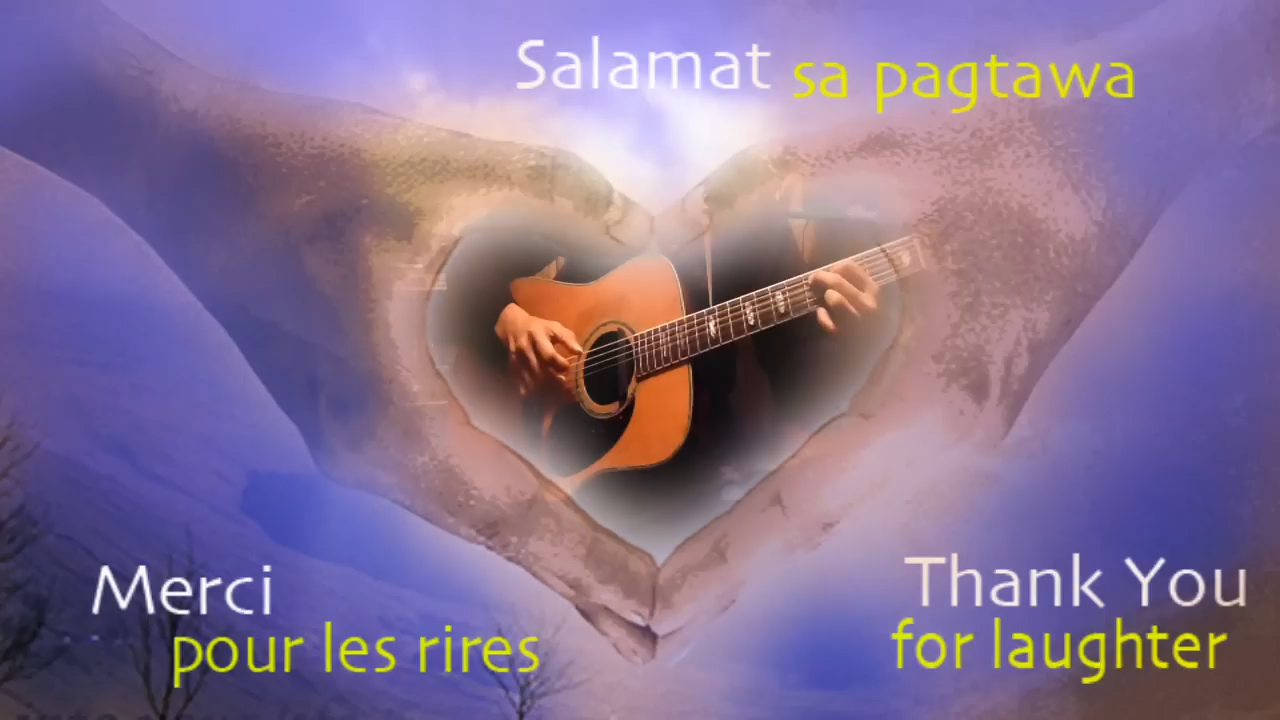 Salamat sa pagtawa
Merci
pour les rires
Thank You
for laughter